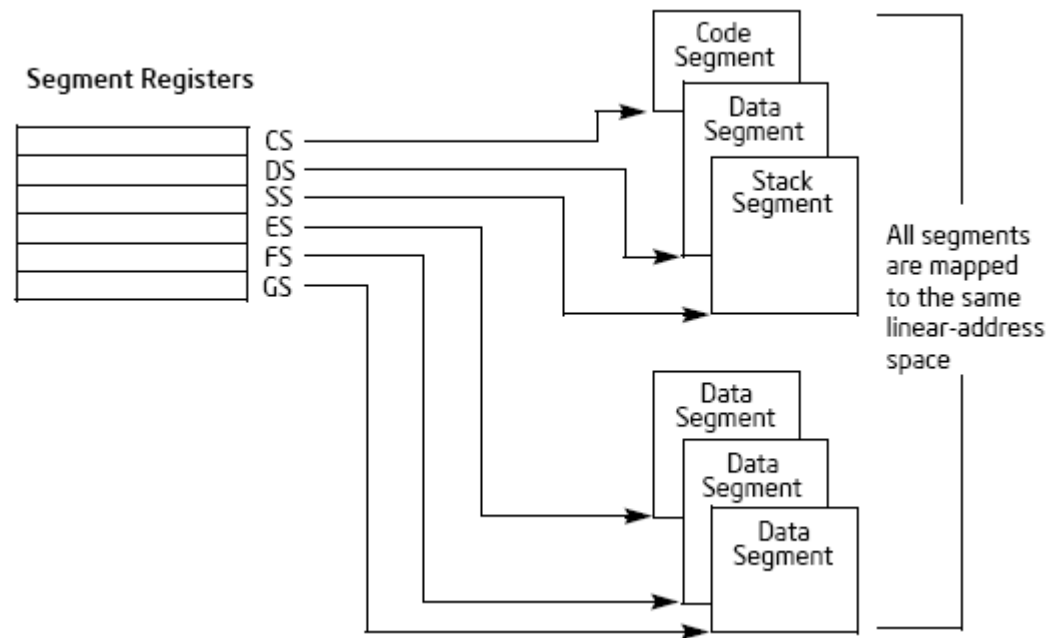 Segment Registers
CS
DS
SS
ES
FS
GS
Code
Segment
Data
Segment
Stack
Segment
Data
Segment
Data
Segment
Data
Segment
All segments
are mapped
to the same
linear-address
space